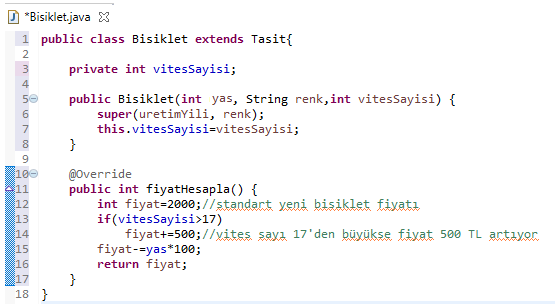 *Bisiklet.java
1 public class Bisiklet extends Tasit{
2
3 private int vitesSayisi;
4
5 public Bisiklet(int yas, String renk,int vitesSayisi) {
6 super(uretimYili, renk);
7 this.vitesSayisi=vitesSayisi;
8 }
9
10 @Override
11 public int fiyatHesapla() {
12 int fiyat=2000;//standart yeni bisiklet fiyatı
13 if(vitesSayisi>17)
14 fiyat+=500;//vites sayı 17'den büyükse fiyat 500 TL artıyor
15 fiyat-=yas*100;
16 return fiyat;
17 }
18 }